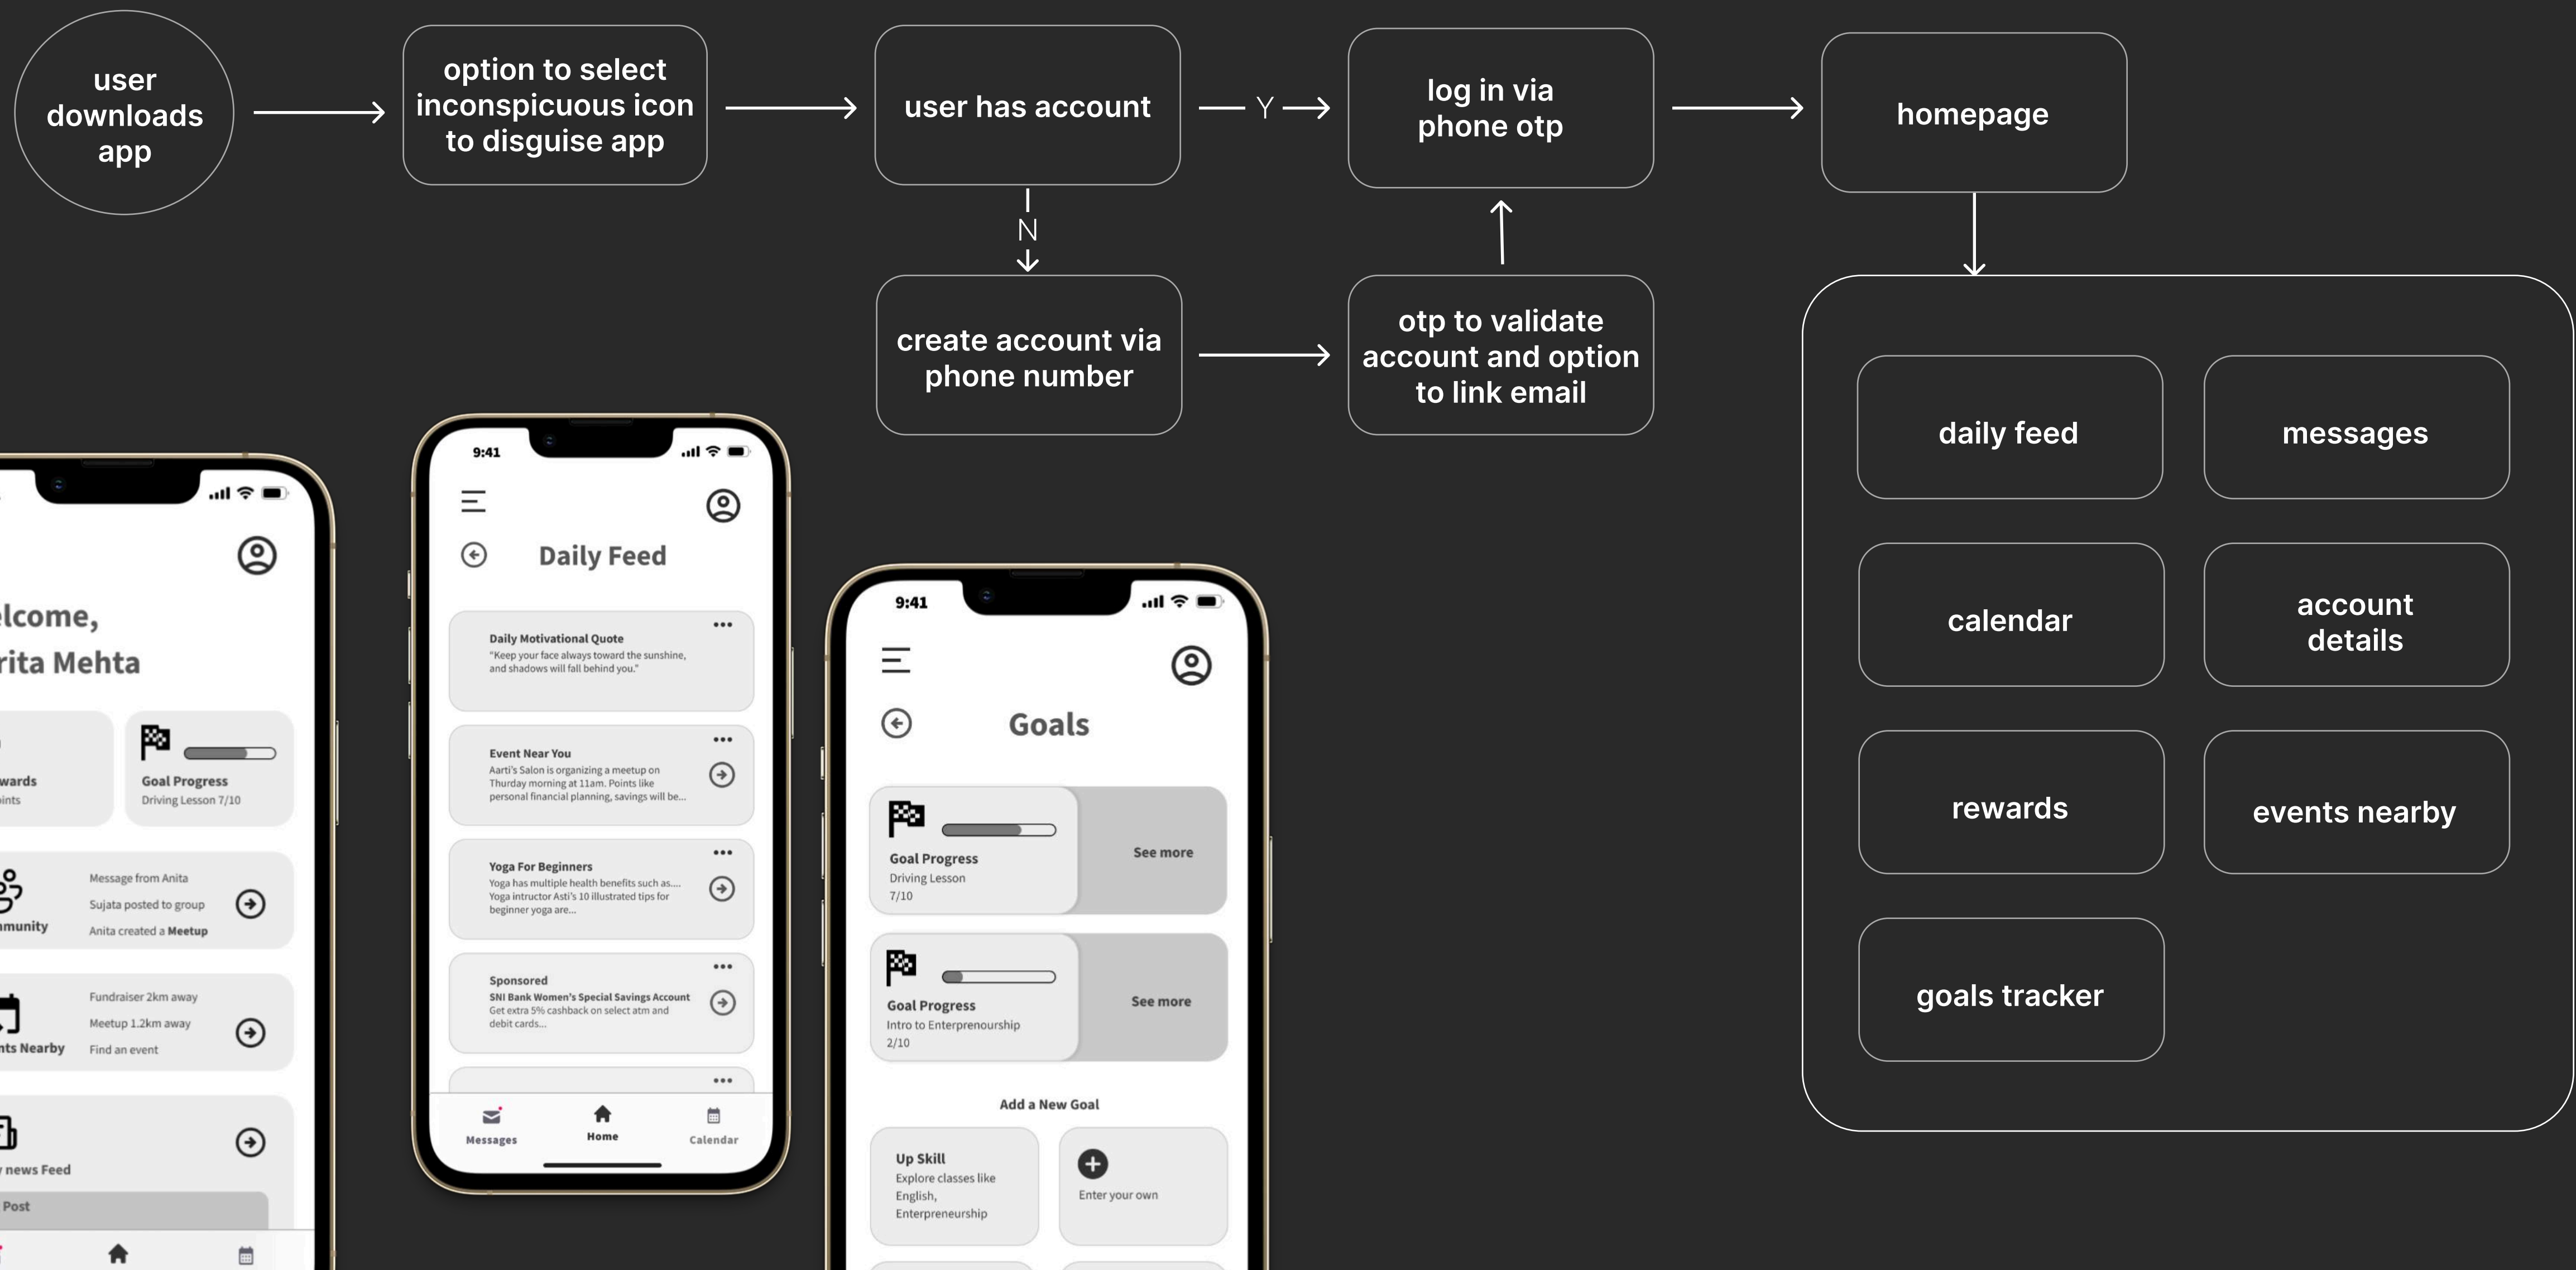 user
downloads
app
option to select
inconspicuous icon
to disguise app
user has account
Y
log in via
phone otp
homepage
N
create account via
phone number
otp to validate
account and option
to link email
daily feed
messages
calendar
account
details
rewards
events nearby
goals tracker
elcome,
rita Mehta
wards
ints
Goal Progress
Driving Lesson 7/10
munity
Message from Anita
Sujata posted to group
Anita created a Meetup
nts Nearby
Fundraiser 2km away
Meetup 1.2km away
Find an event
news Feed
Post
9:41
Daily Feed
Daily Motivational Quote
“Keep your face always toward the sunshine,
and shadows will fall behind you.”
Event Near You
Aarti’s Salon is organizing a meetup on
Thurday morning at 11am. Points like
personal financial planning, savings will be...
Yoga For Beginners
Yoga has multiple health benefits such as....
Yoga intructor Asti’s 10 illustrated tips for
beginner yoga are...
Sponsored
SNI Bank Women’s Special Savings Account
Get extra 5% cashback on select atm and
debit cards...
Messages
Home
Calendar
9:41
Goals
Goal Progress
Driving Lesson
7/10
See more
Goal Progress
Intro to Enterprenourship
2/10
See more
Add a New Goal
Up Skill
Explore classes like
English,
Enterpreneurship
Enter your own